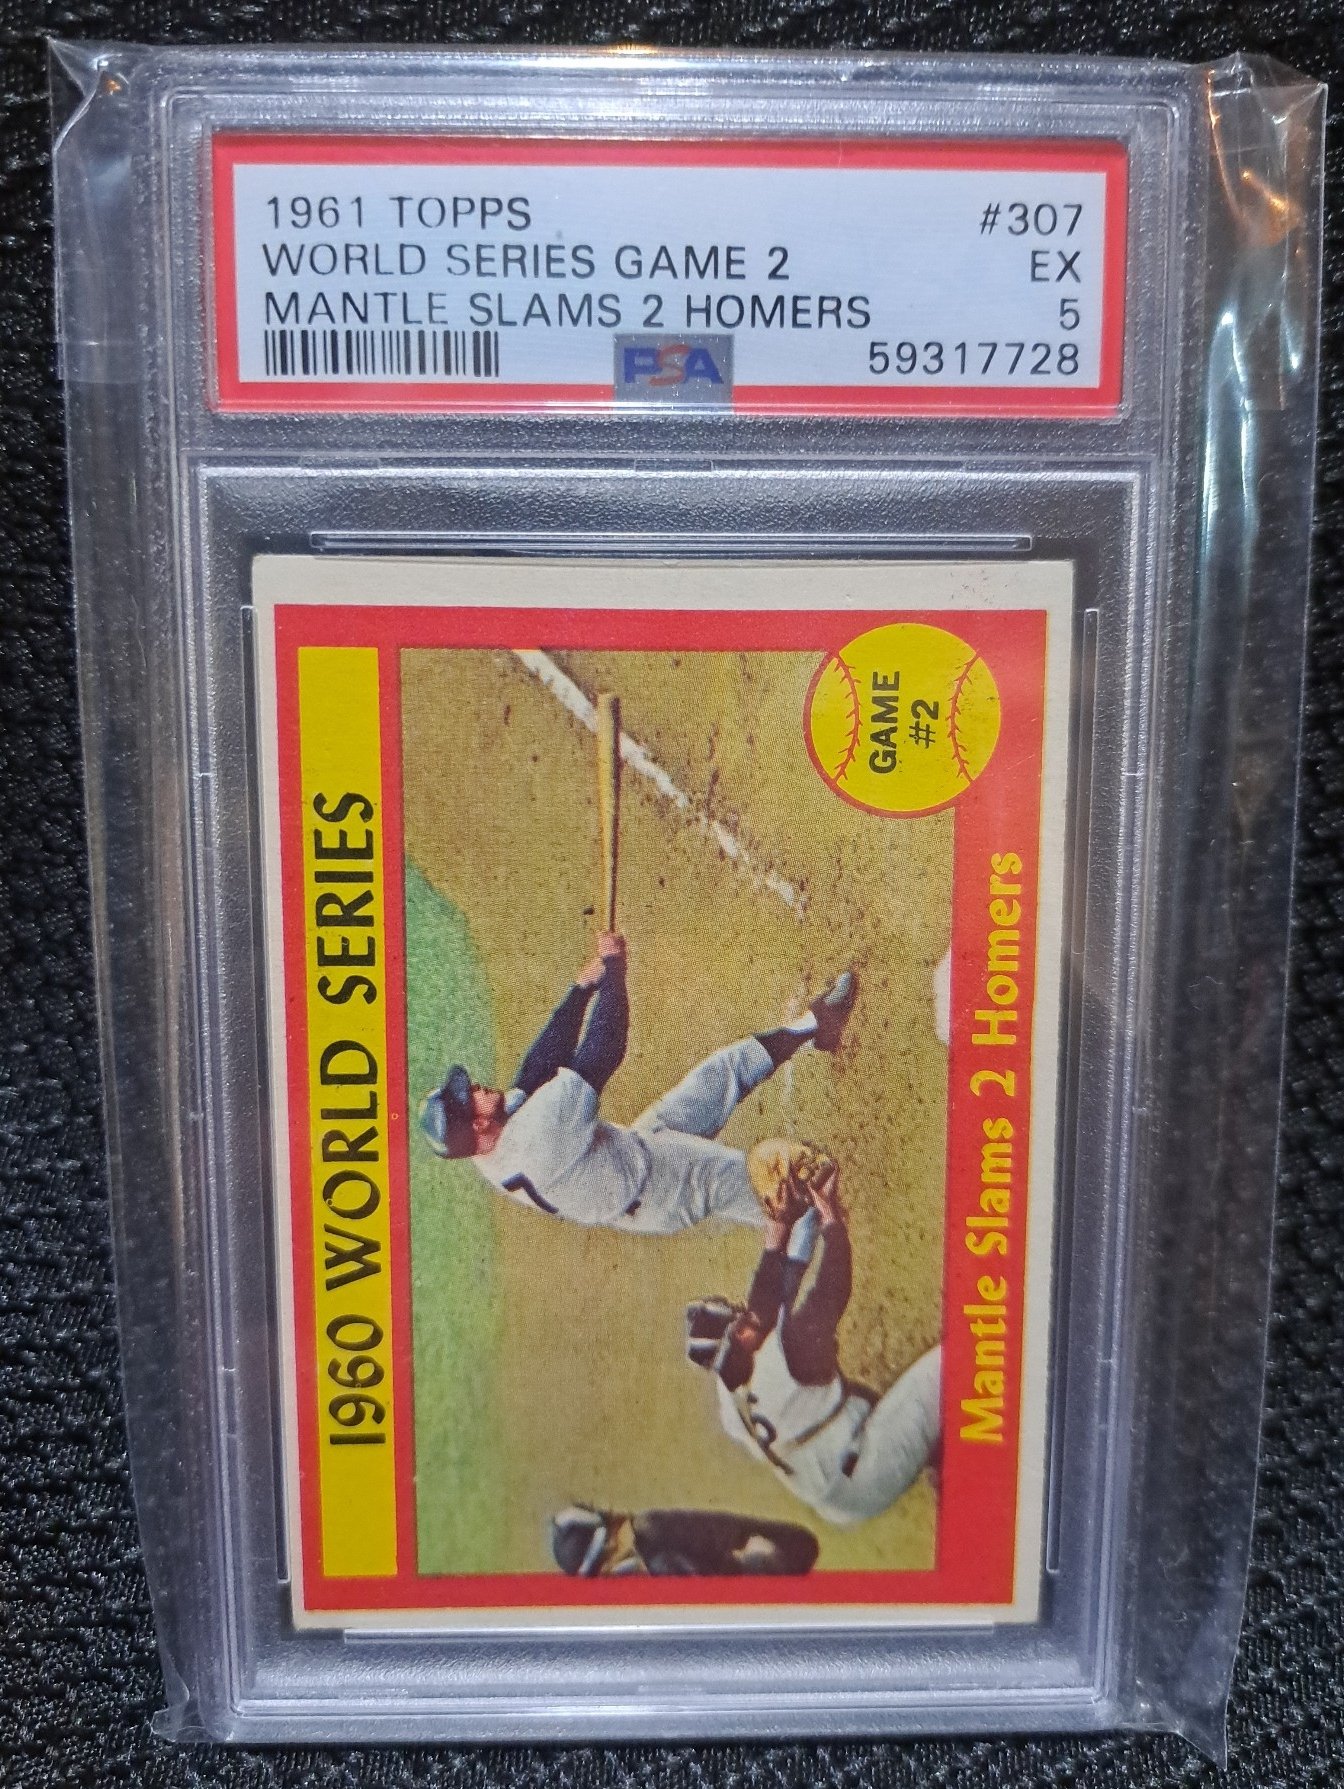 1961 TOPPS #307
WORLD SERIES GAME 2 EX
MANTLE SLAMS 2 HOMERS 5
PSA 59317728
1960 WORLD SERIES
GAME
#2
Mantle Slams 2 Homers